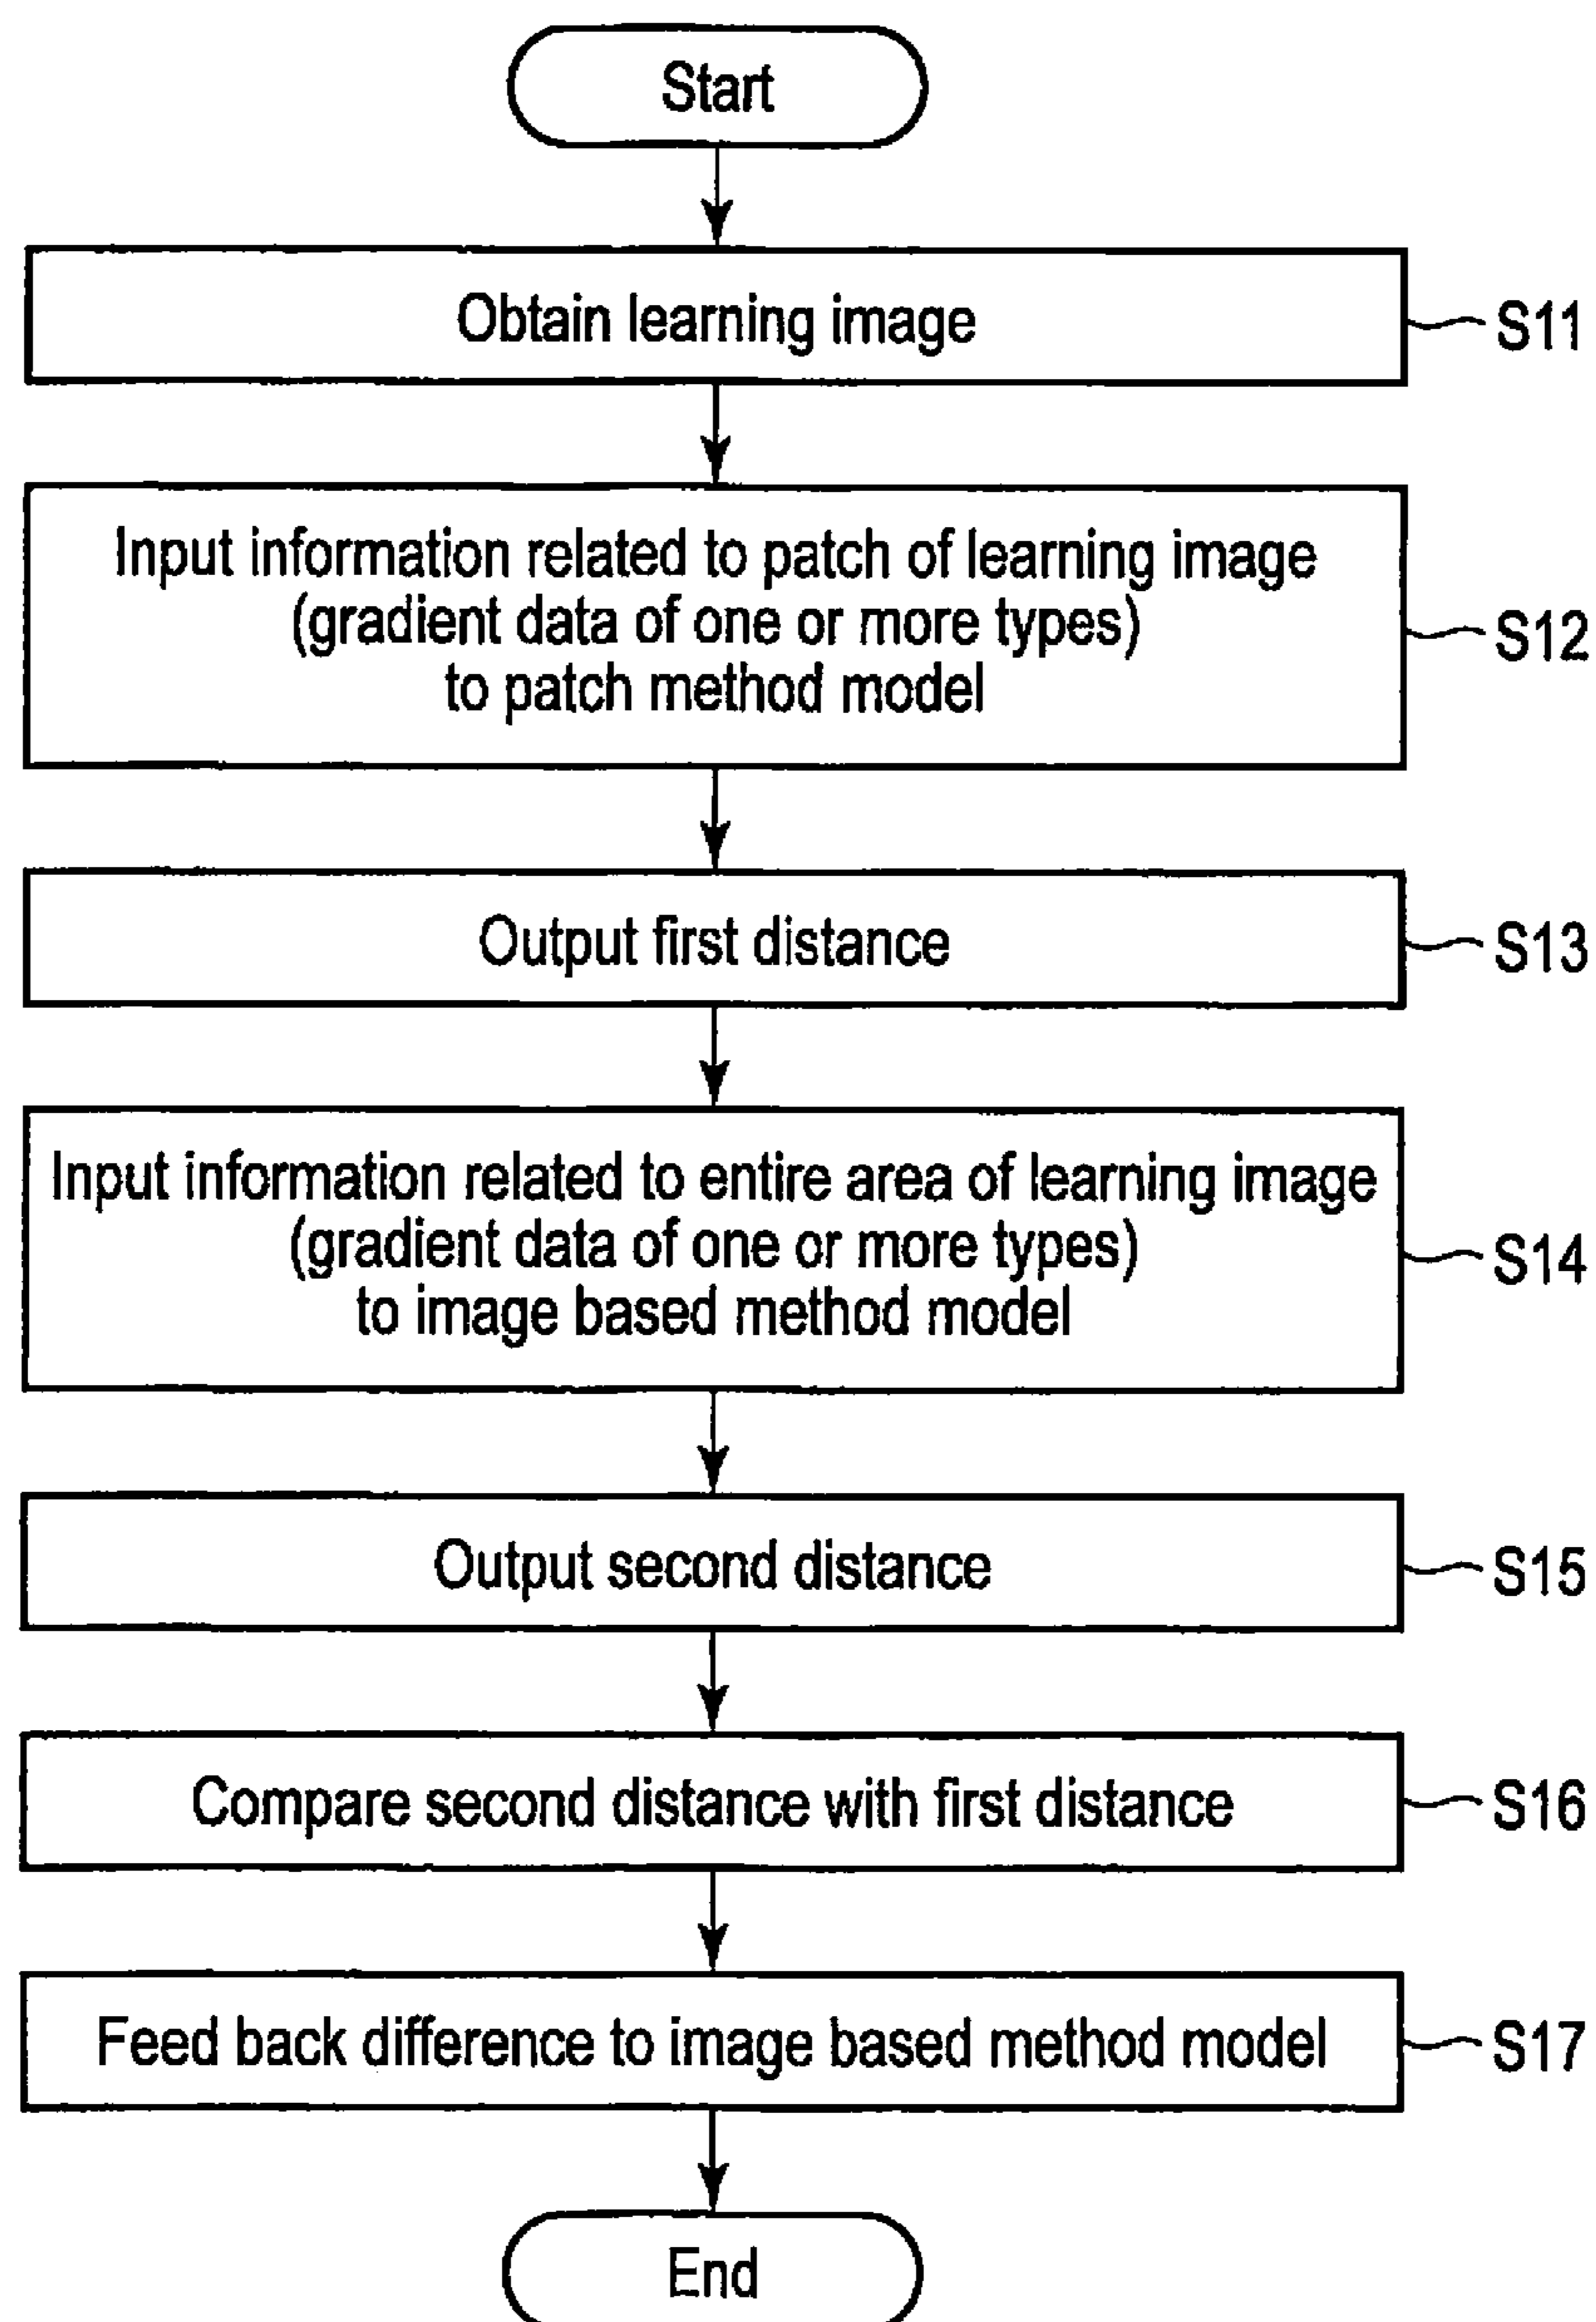 Start
Obtain learning image
S11
Input information related to patch of learning image
(gradient data of one or more types)
to patch method model
S12
Output first distance
S13
Input information related to entire area of learning image
(gradient data of one or more types)
to image based method model
S14
Output second distance
S15
Compare second distance with first distance
S16
Feed back difference to image based method model
S17
End